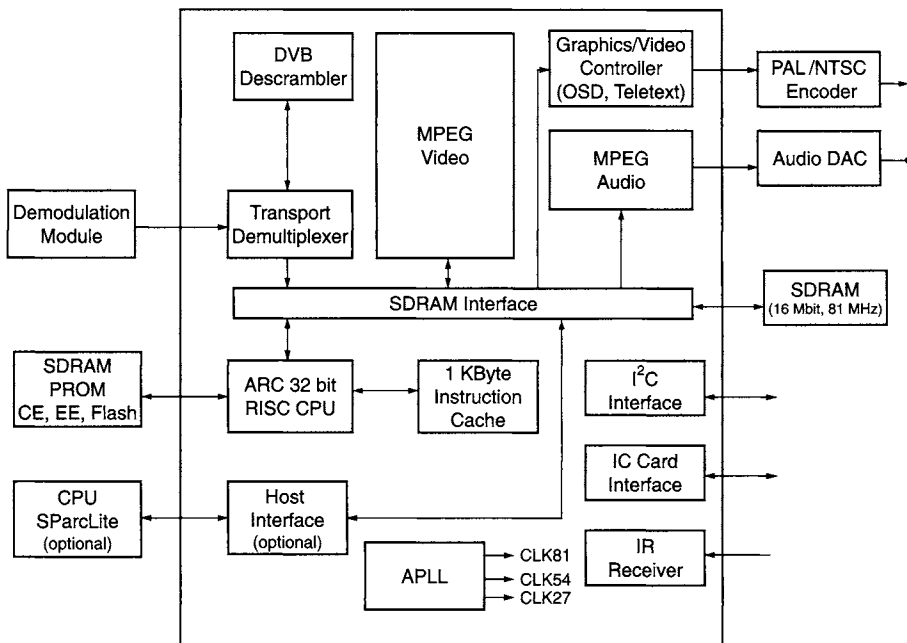 DVB
Descrambler
MPEG
Video
Graphics/Video
Controller
(OSD, Teletext)
PAL/NTSC
Encoder
MPEG
Audio
Audio DAC
Demodulation
Module
Transport
Demultiplexer
SDRAM Interface
SDRAM
(16 Mbit, 81 MHz)
SDRAM
PROM
CE, EE, Flash
ARC 32 bit
RISC CPU
1 KByte
Instruction
Cache
I²C
Interface
IC Card
Interface
CPU
SParcLite
(optional)
Host
Interface
(optional)
APLL
CLK81
CLK54
CLK27
IR
Receiver